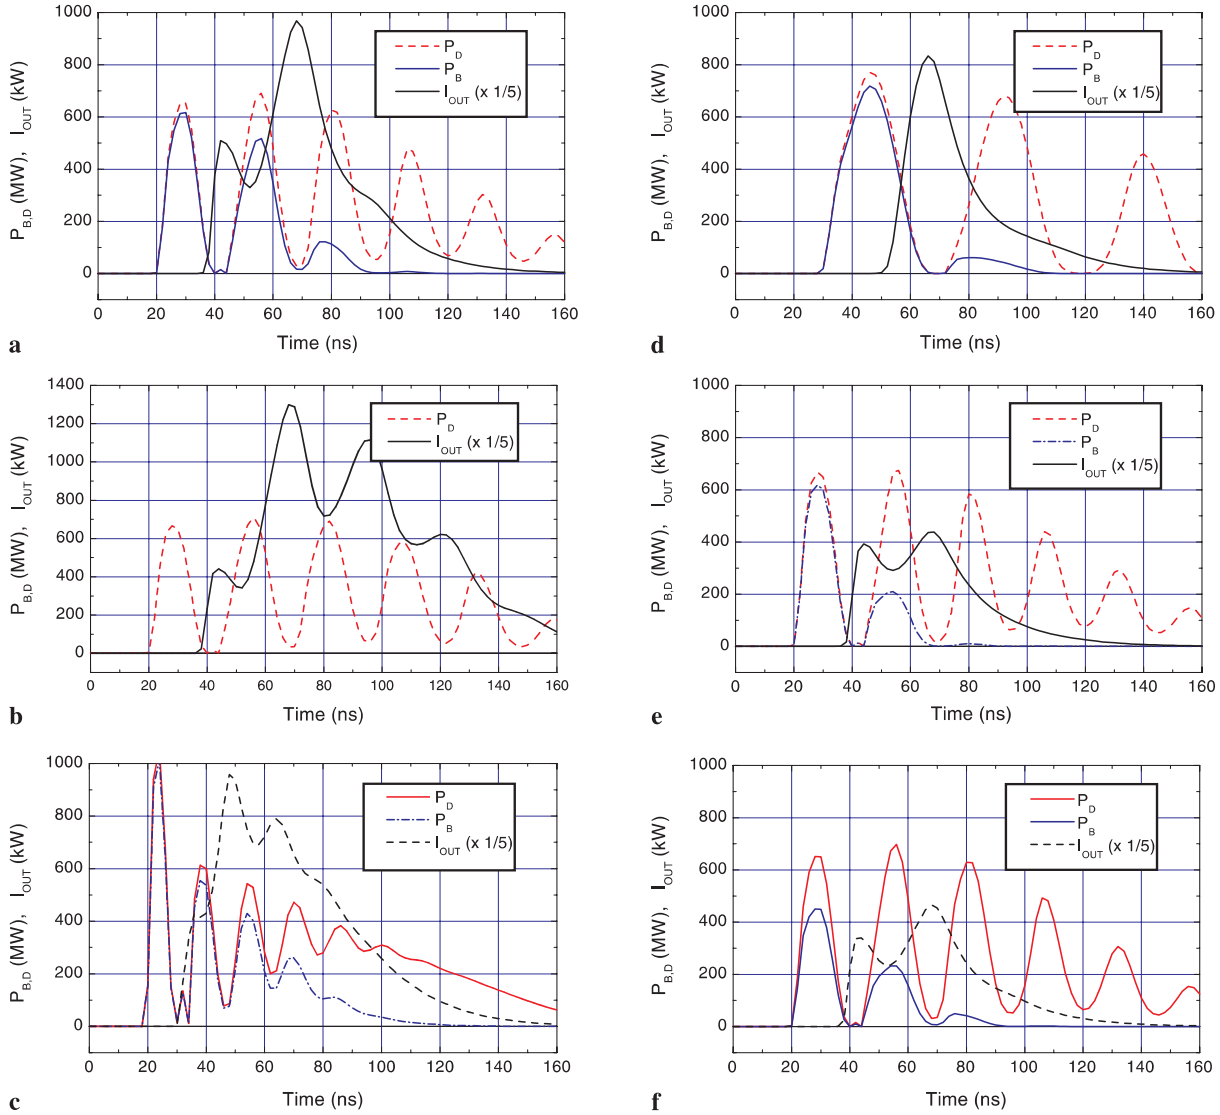 1000
800
600
400
200
0
P_B,D (MW), I_OUT (kW)
P_D
P_B
I_OUT (x 1/5)
0 20 40 60 80 100 120 140 160
Time (ns)
a
1000
800
600
400
200
0
P_B,D (MW), I_OUT (kW)
P_D
P_B
I_OUT (x 1/5)
0 20 40 60 80 100 120 140 160
Time (ns)
d
1400
1200
1000
800
600
400
200
0
P_B,D (MW), I_OUT (kW)
P_D
I_OUT (x 1/5)
0 20 40 60 80 100 120 140 160
Time (ns)
b
1000
800
600
400
200
0
P_B,D (MW), I_OUT (kW)
P_D
P_B
I_OUT (x 1/5)
0 20 40 60 80 100 120 140 160
Time (ns)
e
1000
800
600
400
200
0
P_B,D (MW), I_OUT (kW)
P_D
P_B
I_OUT (x 1/5)
0 20 40 60 80 100 120 140 160
Time (ns)
c
1000
800
600
400
200
0
P_B,D (MW), I_OUT (kW)
P_D
P_B
I_OUT (x 1/5)
0 20 40 60 80 100 120 140 160
Time (ns)
f